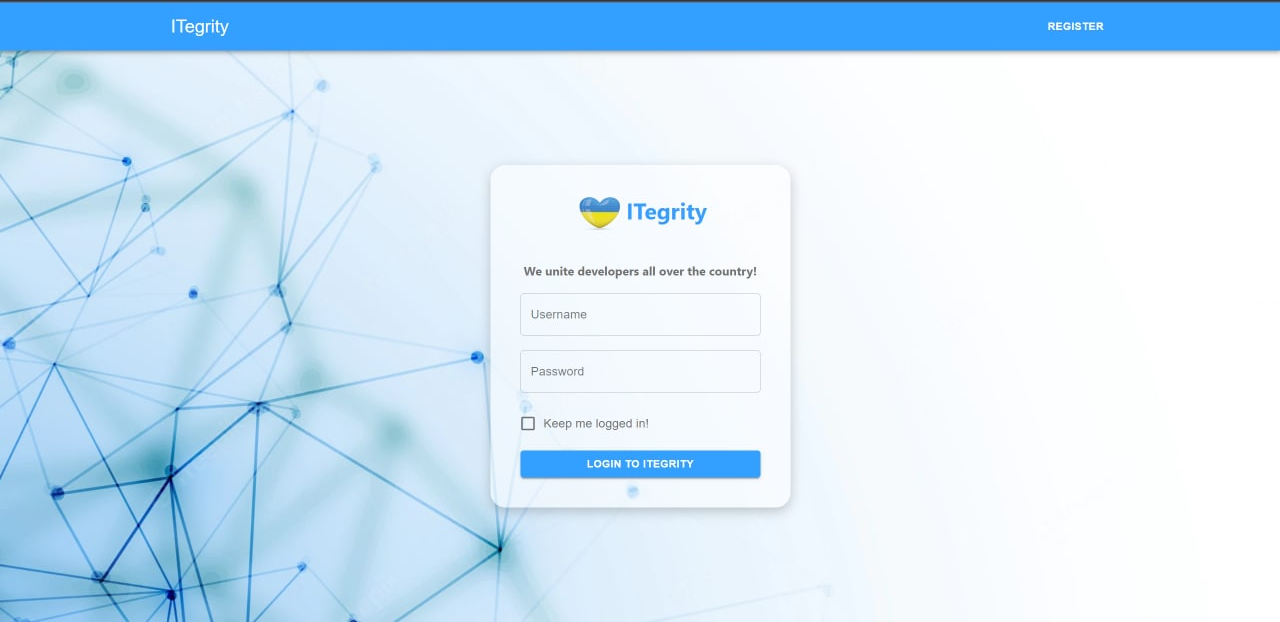 ITegrity
REGISTER
ITegrity
We unite developers all over the country!
Username
Password
Keep me logged in!
LOGIN TO ITEGRITY